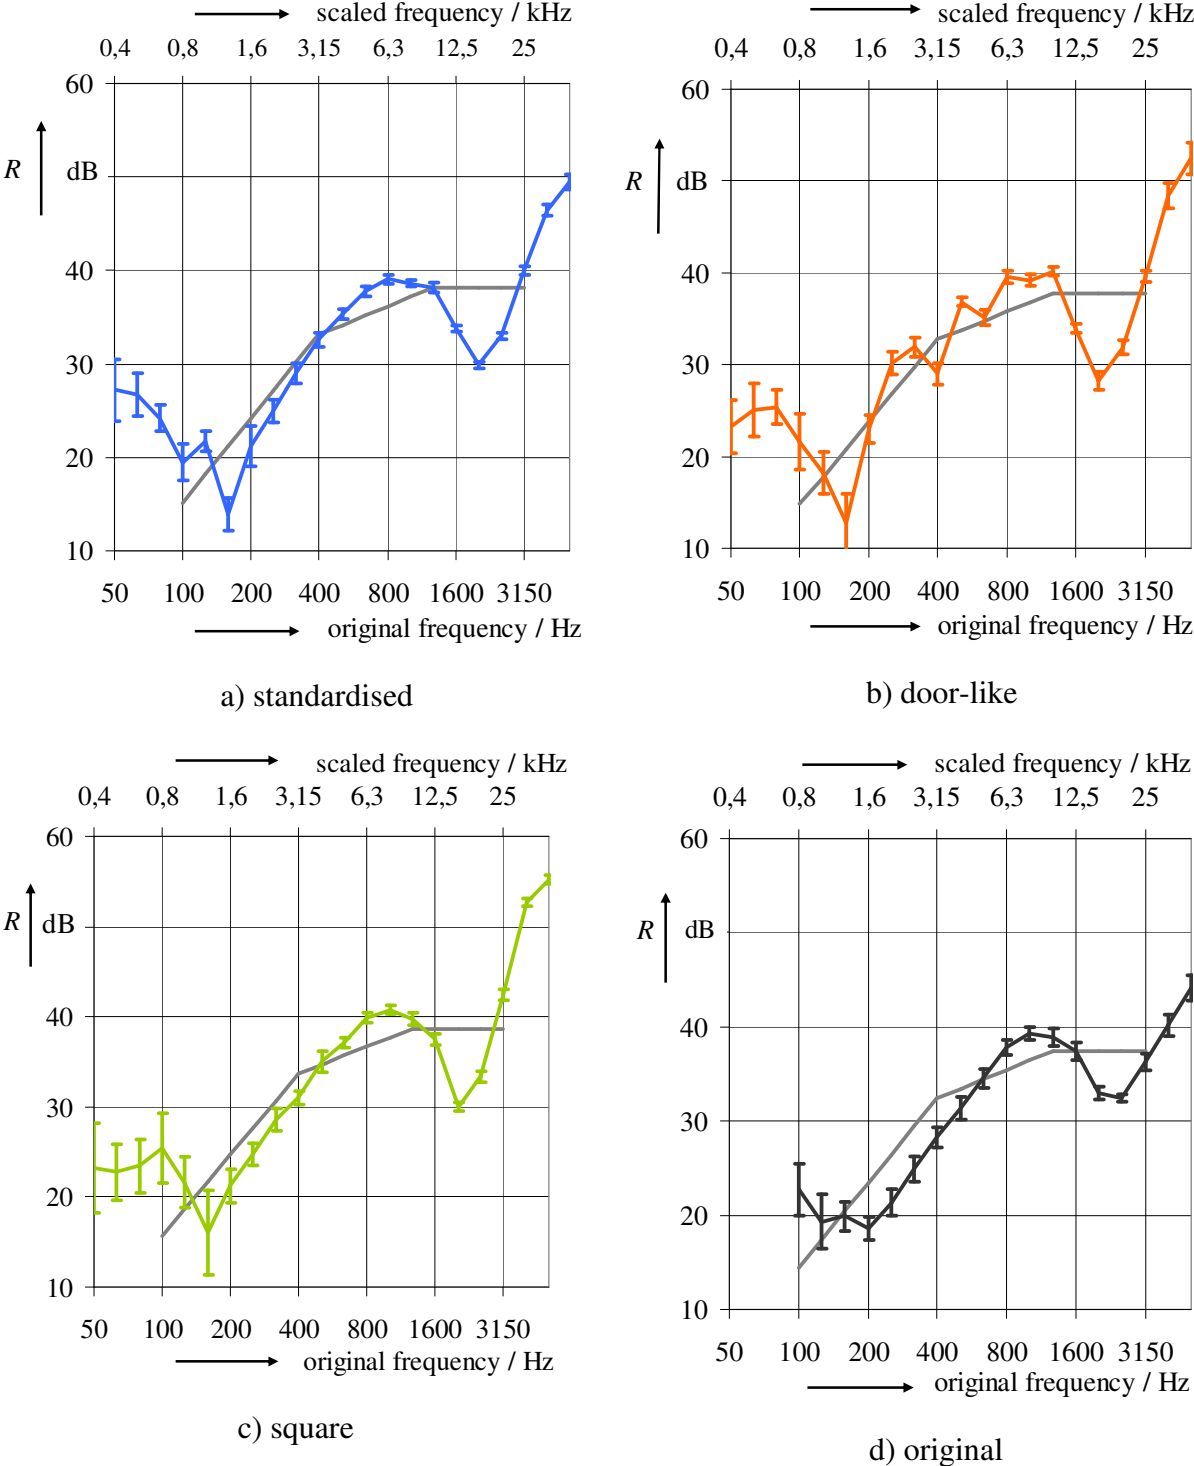 scaled frequency / kHz
0,4 0,8 1,6 3,15 6,3 12,5 25
60
R dB
40
30
20
10
50 100 200 400 800 1600 3150
original frequency / Hz
a) standardised
scaled frequency / kHz
0,4 0,8 1,6 3,15 6,3 12,5 25
60
R dB
40
30
20
10
50 100 200 400 800 1600 3150
original frequency / Hz
b) door-like
scaled frequency / kHz
0,4 0,8 1,6 3,15 6,3 12,5 25
60
R dB
40
30
20
10
50 100 200 400 800 1600 3150
original frequency / Hz
c) square
scaled frequency / kHz
0,4 0,8 1,6 3,15 6,3 12,5 25
60
R dB
40
30
20
10
50 100 200 400 800 1600 3150
original frequency / Hz
d) original